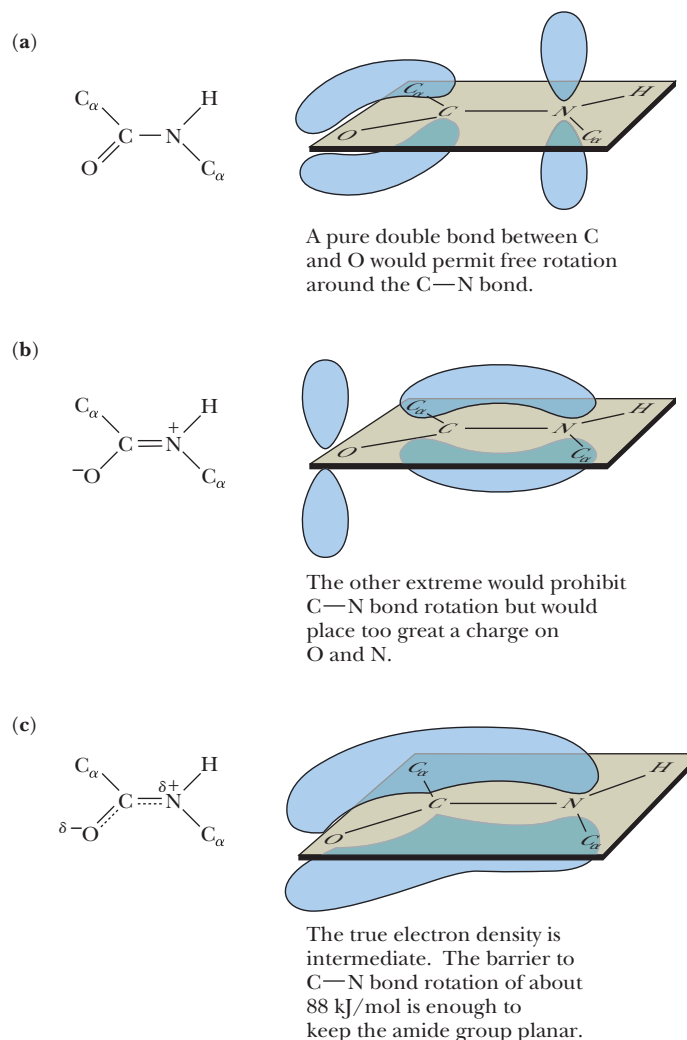 (a)
Cα
H
C
N
O
Cα
Cα
C
N
H
O
Cα
A pure double bond between C
and O would permit free rotation
around the C—N bond.
(b)
Cα
H
C
+
N
−O
Cα
Cα
C
N
H
O
Cα
The other extreme would prohibit
C—N bond rotation but would
place too great a charge on
O and N.
(c)
Cα
H
δ+
C
N
δ−O
Cα
Cα
C
N
H
O
Cα
The true electron density is
intermediate. The barrier to
C—N bond rotation of about
88 kJ/mol is enough to
keep the amide group planar.